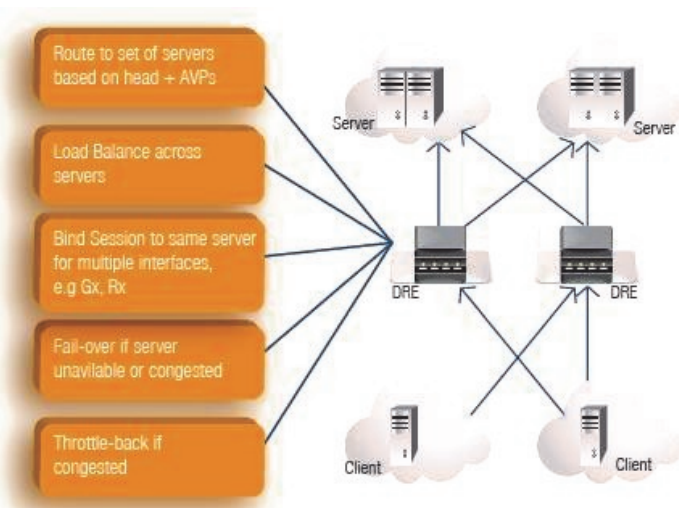 Route to set of servers
based on head + AVPs
Load Balance across
servers
Bind Session to same server
for multiple interfaces,
e.g Gx, Rx
Fail-over if server
unavilable or congested
Throttle-back if
congested
Server
Server
DRE
DRE
Client
Client